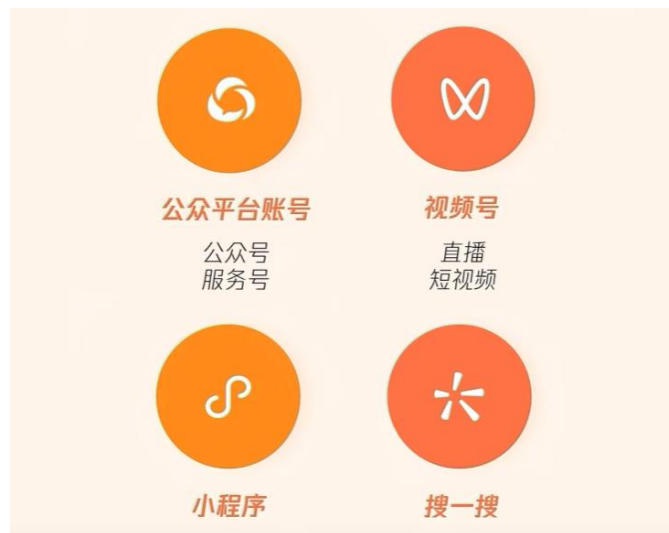 公众平台账号
视频号
公众号
服务号
直播
短视频
小程序
搜一搜